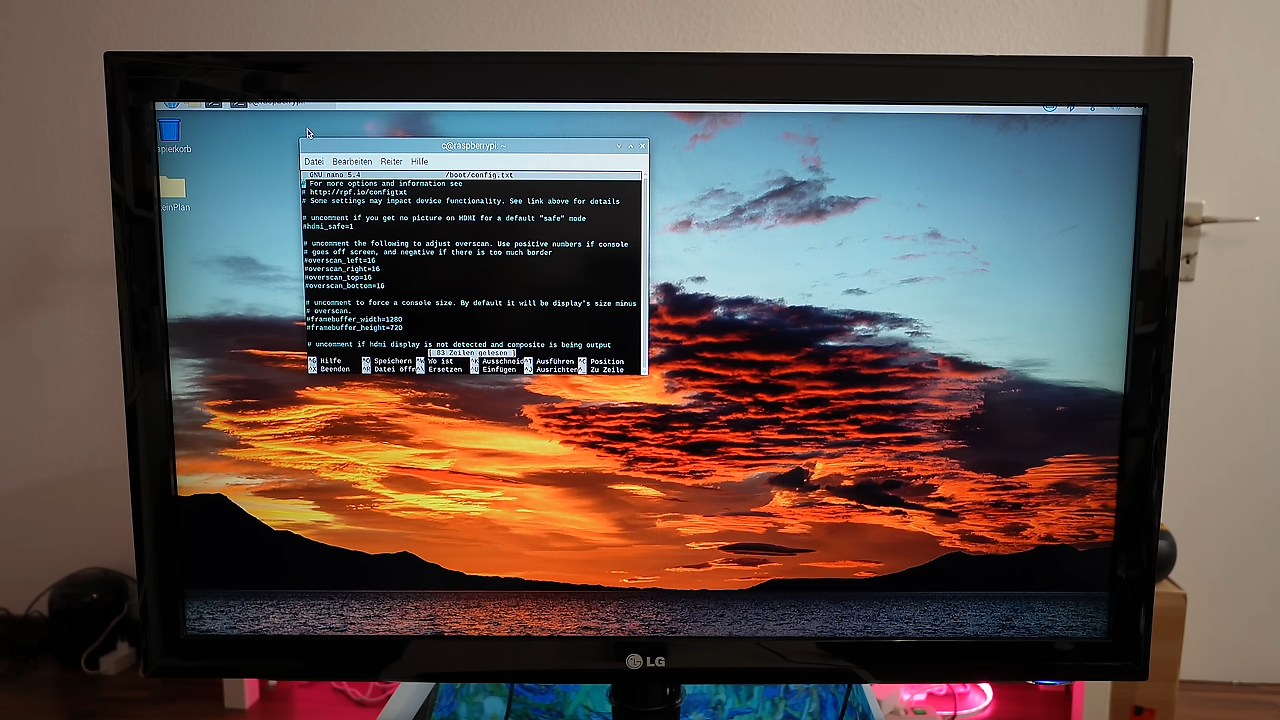 apierkorb
einPlan
c@raspberrypi: ~
Datei Bearbeiten Reiter Hilfe
GNU nano 5.4 /boot/config.txt
# For more options and information see
# http://rpf.io/configtxt
# Some settings may impact device functionality. See link above for details
# uncomment if you get no picture on HDMI for a default "safe" mode
#hdmi_safe=1
# uncomment the following to adjust overscan. Use positive numbers if console
# goes off screen, and negative if there is too much border
#overscan_left=16
#overscan_right=16
#overscan_top=16
#overscan_bottom=16
# uncomment to force a console size. By default it will be display's size minus
# overscan.
#framebuffer_width=1280
#framebuffer_height=720
# uncomment if hdmi display is not detected and composite is being output
[ 83 Zeilen gelesen ]
^G Hilfe ^O Speichern ^W Wo ist ^K Ausschneid ^T Ausführen ^C Position
^X Beenden ^R Datei öffn ^\ Ersetzen ^U Einfügen ^J Ausrichten ^_ Zu Zeile
LG